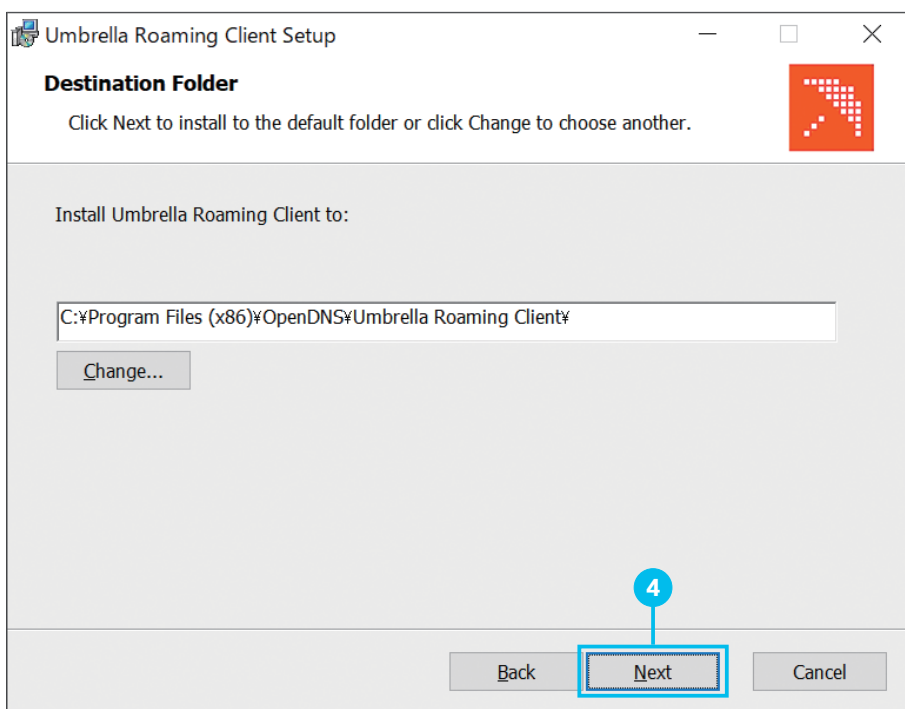 Umbrella Roaming Client Setup
Destination Folder
Click Next to install to the default folder or click Change to choose another.
Install Umbrella Roaming Client to:
C:¥Program Files (x86)¥OpenDNS¥Umbrella Roaming Client¥
Change...
4
Back Next Cancel